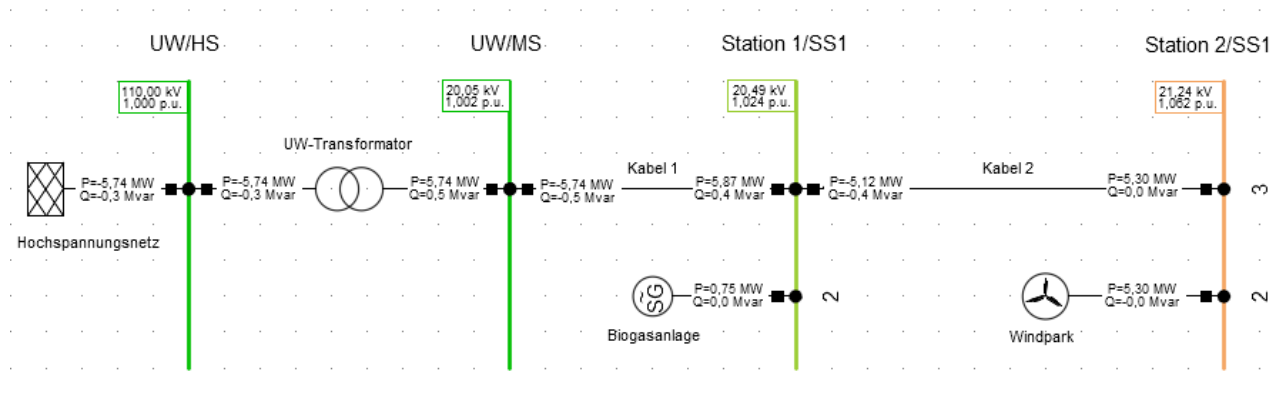 UW/HS
UW/MS
Station 1/SS1
Station 2/SS1
110,00 kV
1,000 p.u.
20,05 kV
1,002 p.u.
20,49 kV
1,024 p.u.
21,24 kV
1,062 p.u.
UW-Transformator
Kabel 1
Kabel 2
P=-5,74 MW
Q=-0,3 Mvar
P=-5,74 MW
Q=-0,3 Mvar
P=5,74 MW
Q=0,5 Mvar
P=-5,74 MW
Q=-0,5 Mvar
P=5,87 MW
Q=0,4 Mvar
P=-5,12 MW
Q=-0,4 Mvar
P=5,30 MW
Q=0,0 Mvar
3
Hochspannungsnetz
~
SG
P=0,75 MW
Q=0,0 Mvar
2
P=5,30 MW
Q=-0,0 Mvar
2
Biogasanlage
Windpark